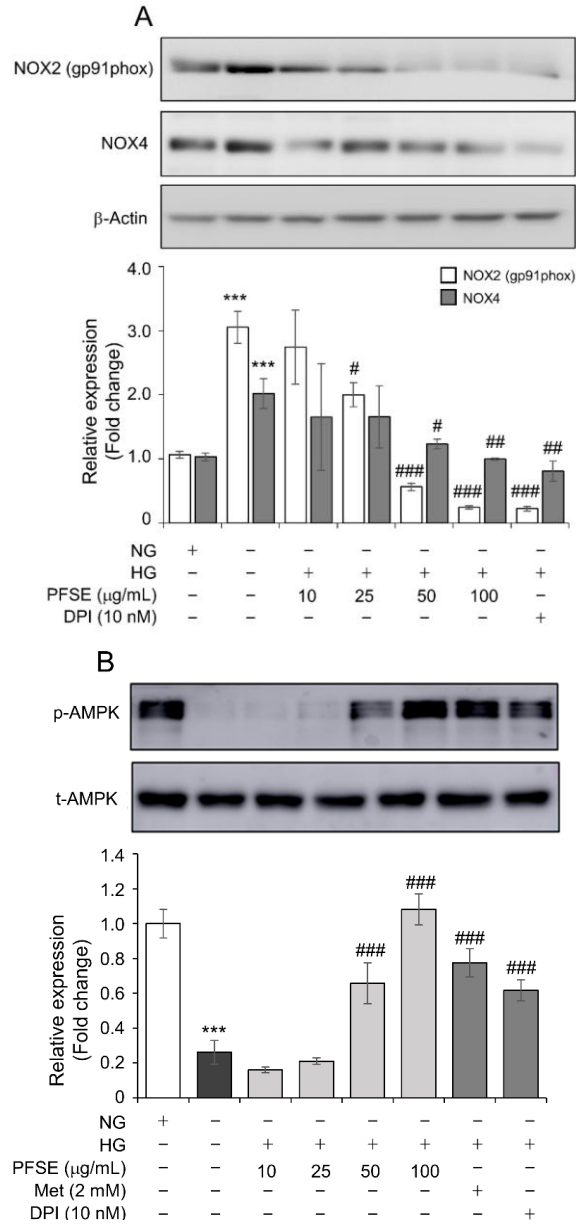 A
NOX2 (gp91phox)
NOX4
β-Actin
4.0
3.0
2.0
1.0
0
Relative expression
(Fold change)
NOX2 (gp91phox)
NOX4
***
***
#
###
#
###
##
###
##
NG + – – – – – –
HG – – + + + + +
PFSE (μg/mL) – – 10 25 50 100 –
DPI (10 nM) – – – – – – +
B
p-AMPK
t-AMPK
1.4
1.2
1.0
0.8
0.6
0.4
0.2
0
Relative expression
(Fold change)
***
###
###
###
###
NG + – – – – – – –
HG – – + + + + + +
PFSE (μg/mL) – – 10 25 50 100 – –
Met (2 mM) – – – – – – + –
DPI (10 nM) – – – – – – – +